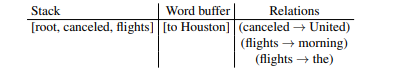 Stack Word buffer Relations
[root, canceled, flights] [to Houston] (canceled → United)
(flights → morning)
(flights → the)